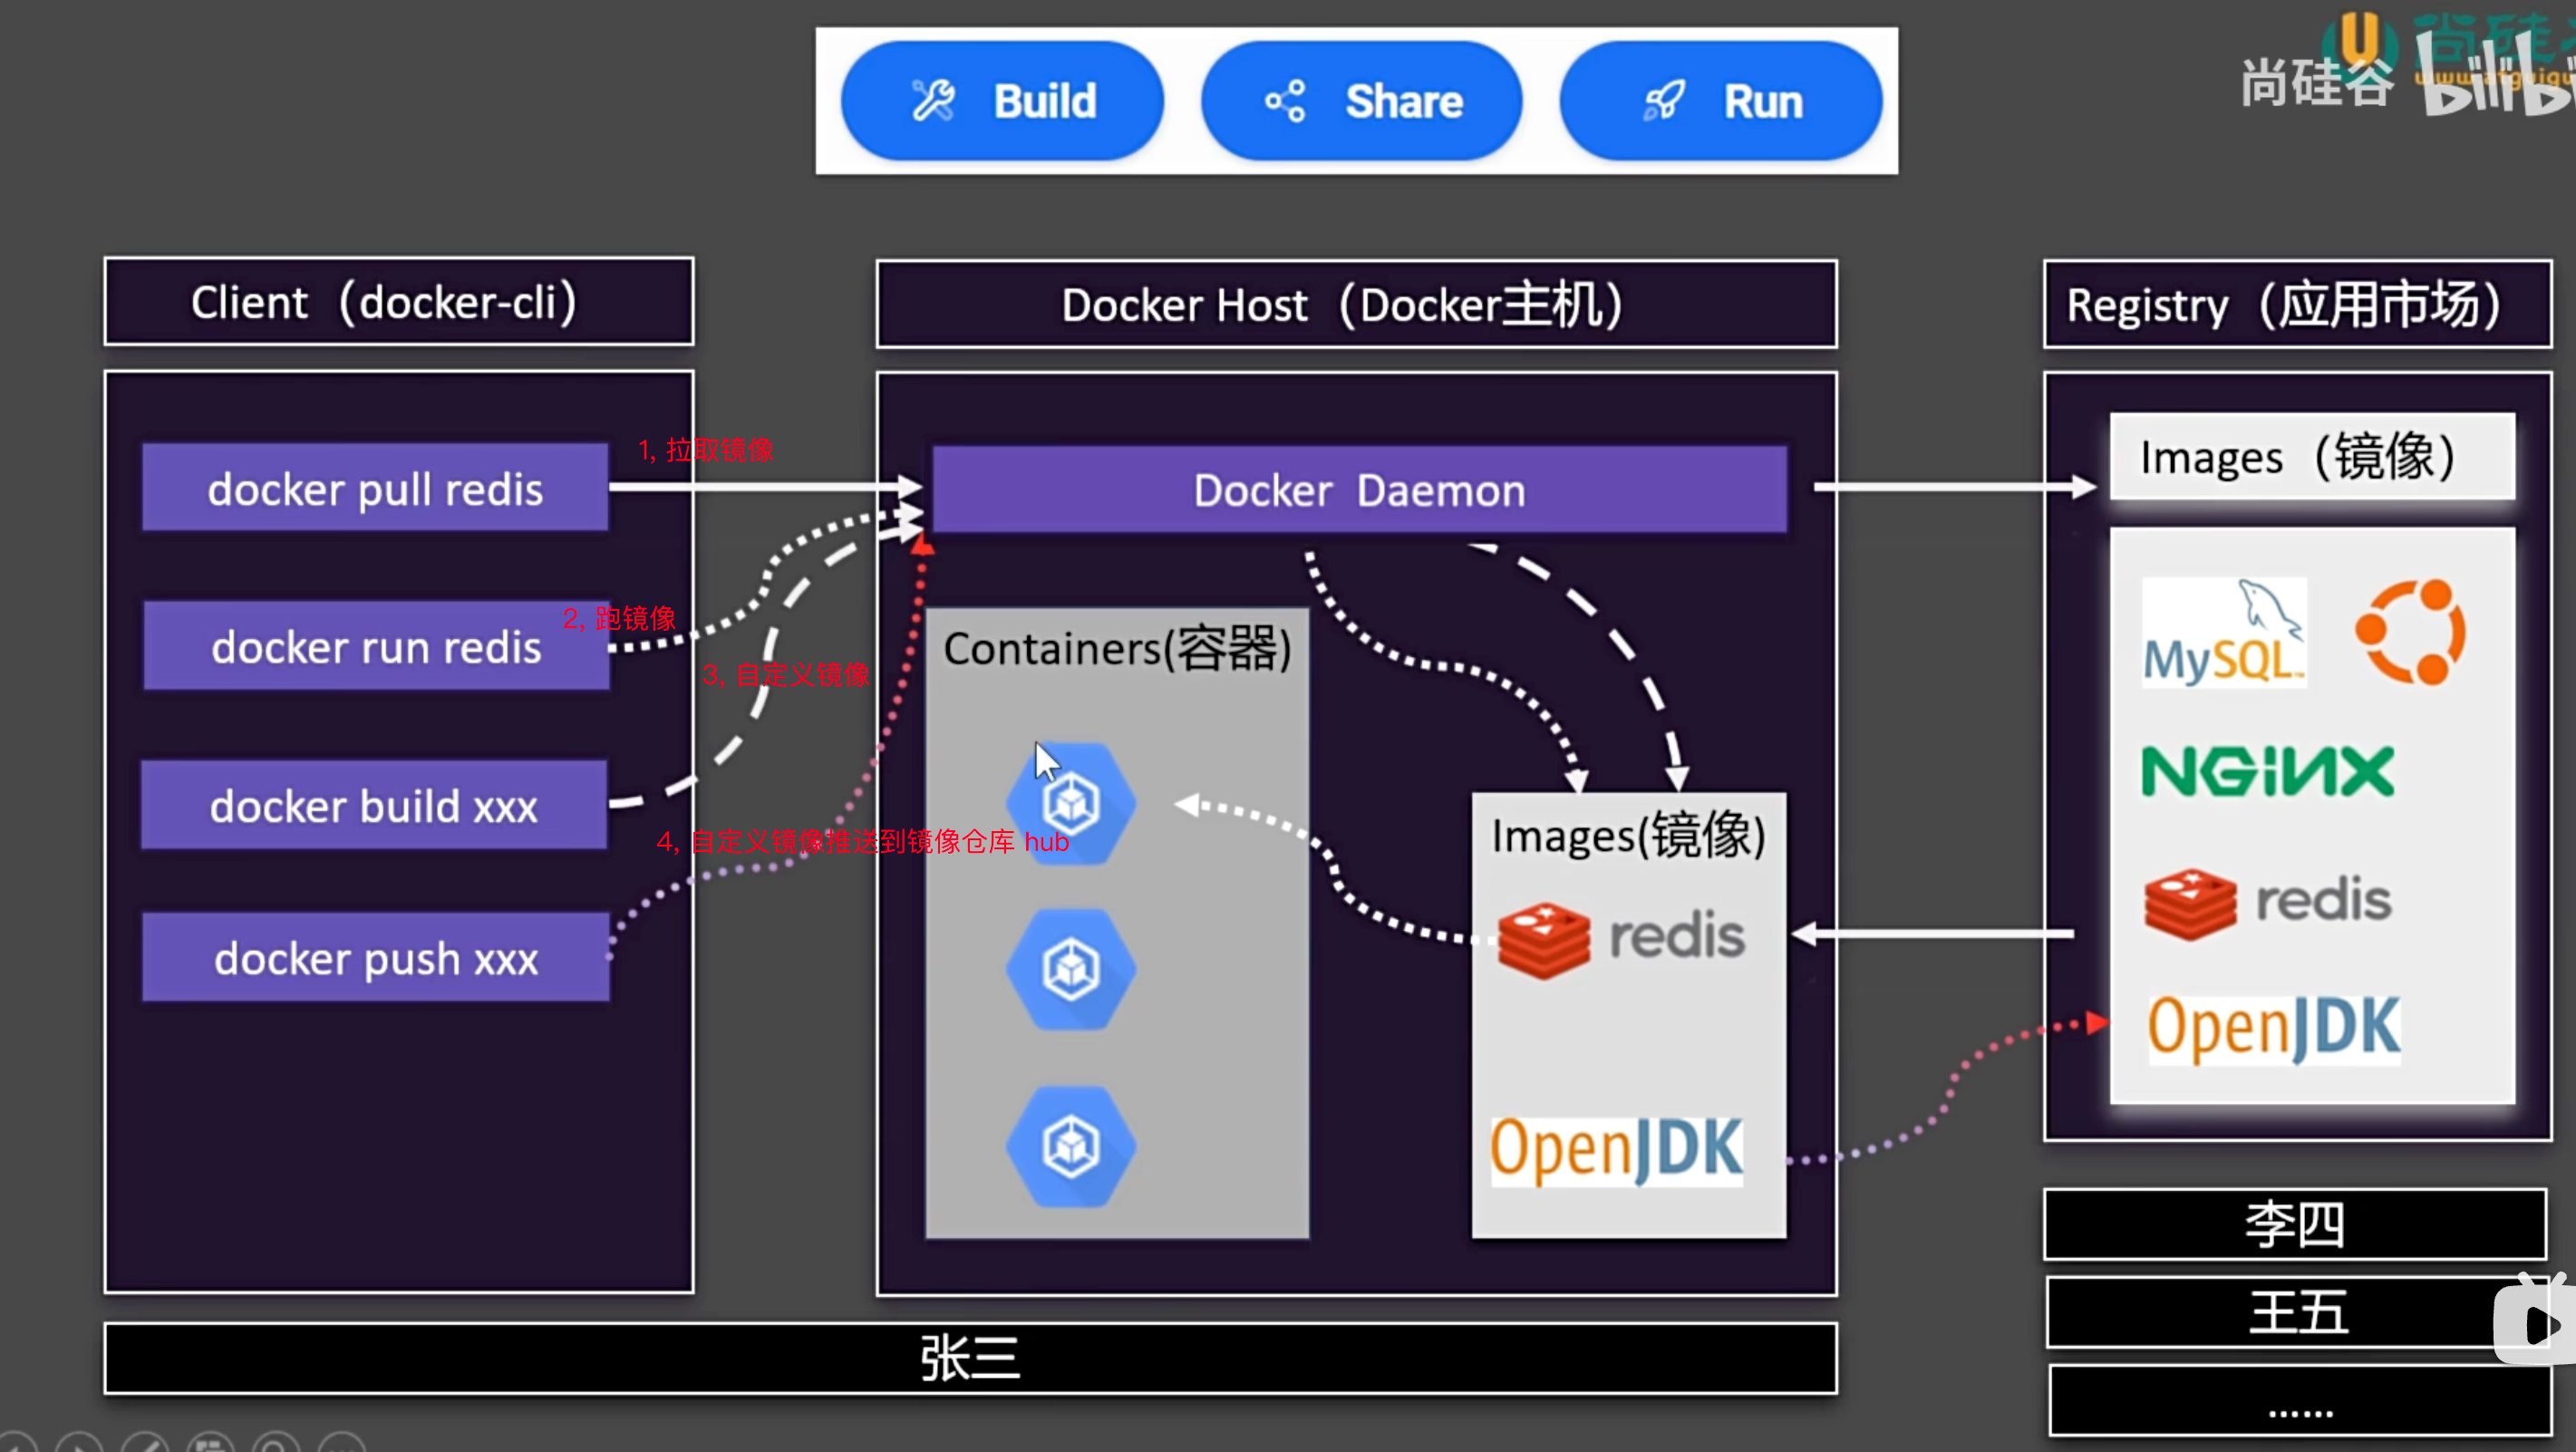 Build
Share
Run
尚硅谷
Client（docker-cli）
Docker Host（Docker主机）
Registry（应用市场）
docker pull redis
1, 拉取镜像
Docker Daemon
Images（镜像）
docker run redis
2, 跑镜像
3, 自定义镜像
docker build xxx
4, 自定义镜像推送到镜像仓库 hub
docker push xxx
Containers(容器)
Images(镜像)
redis
OpenJDK
MySQL
NGINX
redis
OpenJDK
张三
李四
王五
......